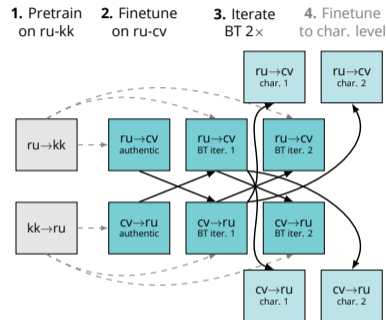 1. Pretrain
on ru-kk
2. Finetune
on ru-cv
3. Iterate
BT 2×
4. Finetune
to char. level
ru→cv
char. 1
ru→cv
char. 2
ru→kk
ru→cv
authentic
ru→cv
BT iter. 1
ru→cv
BT iter. 2
kk→ru
cv→ru
authentic
cv→ru
BT iter. 1
cv→ru
BT iter. 2
cv→ru
char. 1
cv→ru
char. 2